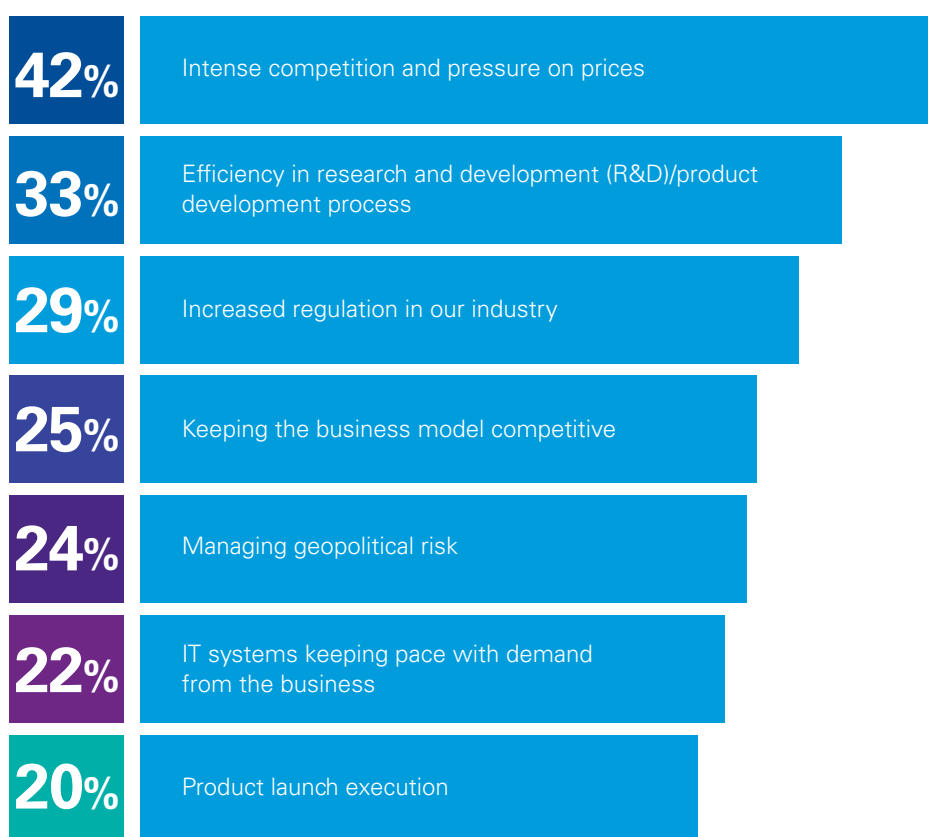 42%
Intense competition and pressure on prices
33%
Efficiency in research and development (R&D)/product
development process
29%
Increased regulation in our industry
25%
Keeping the business model competitive
24%
Managing geopolitical risk
22%
IT systems keeping pace with demand
from the business
20%
Product launch execution